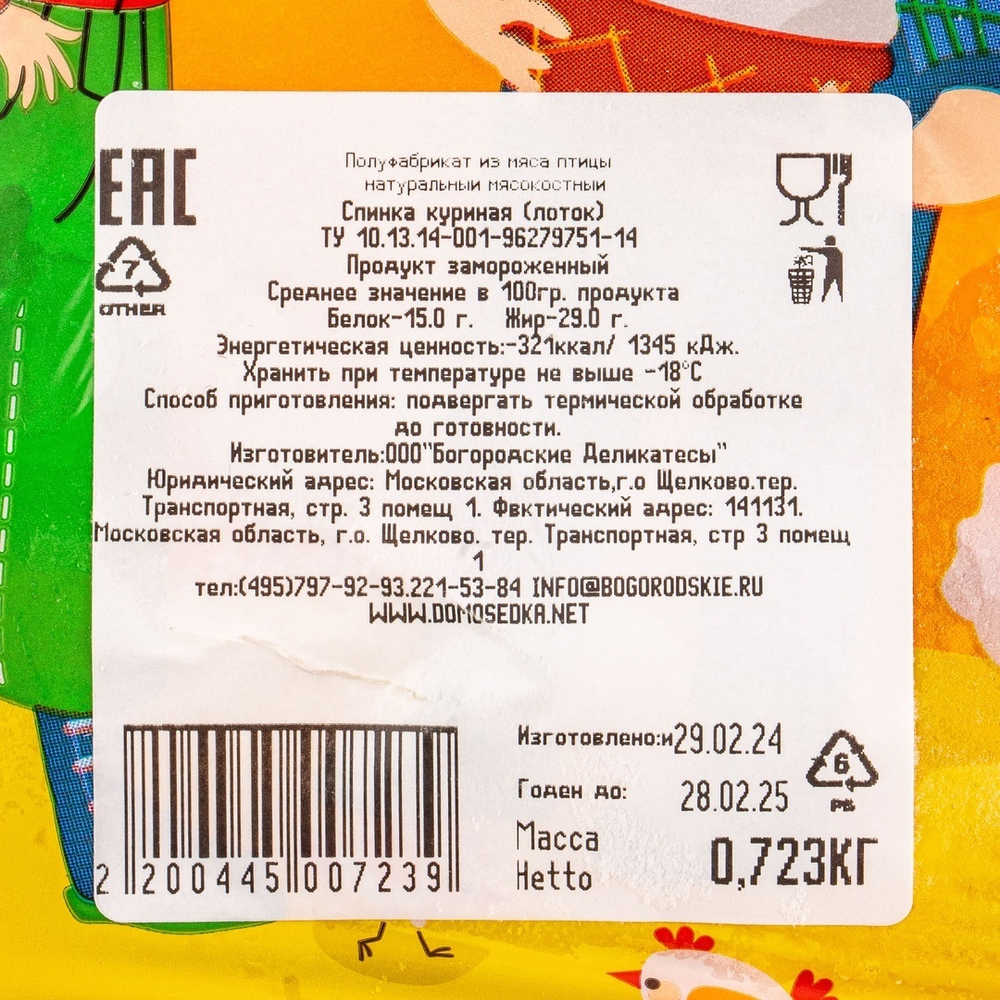 EAC
7
OTHER
Полуфабрикат из мяса птицы
натуральный мясокостный
Спинка куриная (лоток)
ТУ 10.13.14-001-96279751-14
Продукт замороженный
Среднее значение в 100гр. продукта
Белок-15.0 г. Жир-29.0 г.
Энергетическая ценность:-321ккал/ 1345 кДж.
Хранить при температуре не выше -18°С
Способ приготовления: подвергать термической обработке
до готовности.
Изготовитель:ООО"Богородские Деликатесы"
Юридический адрес: Московская область,г.о Щелково.тер.
Транспортная, стр. 3 помещ 1. Фвктический адрес: 141131.
Московская область, г.о. Щелково. тер. Транспортная, стр 3 помещ
1
тел:(495)797-92-93.221-53-84 INFO@BOGORODSKIE.RU
WWW.DOMOSEDKA.NET
Изготовлено:и29.02.24
Годен до: 28.02.25
6
PS
Масса
Нетто
0,723КГ
2 200445 007239